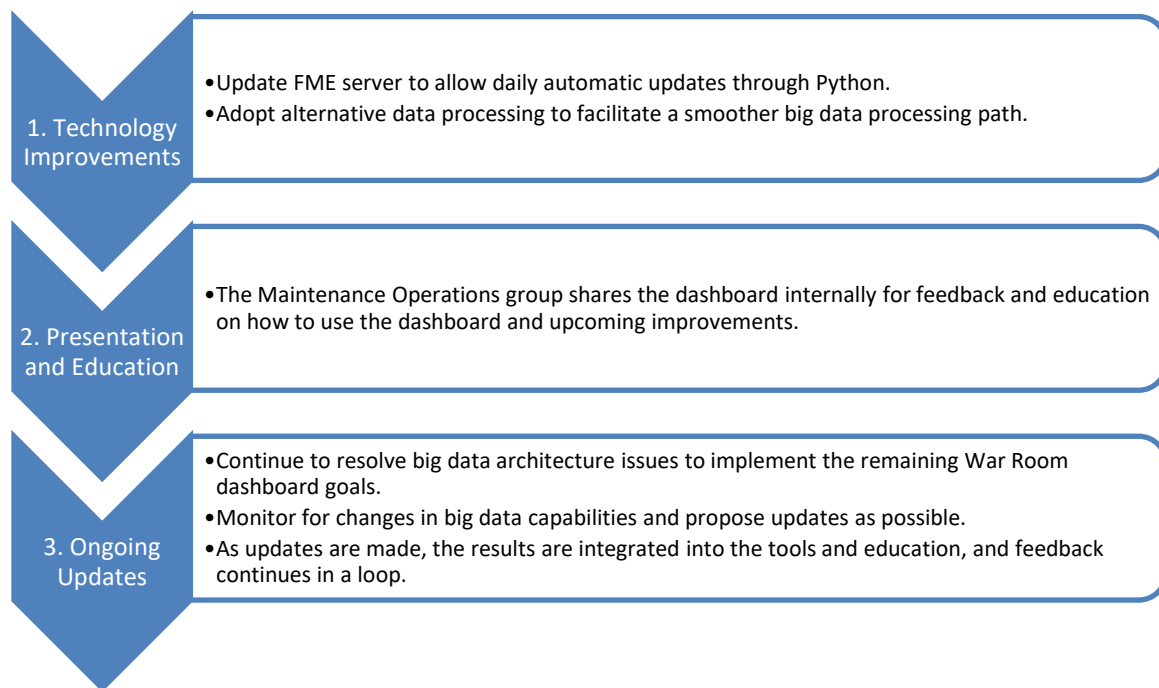 1. Technology
Improvements
•Update FME server to allow daily automatic updates through Python.
•Adopt alternative data processing to facilitate a smoother big data processing path.
2. Presentation
and Education
•The Maintenance Operations group shares the dashboard internally for feedback and education
on how to use the dashboard and upcoming improvements.
3. Ongoing
Updates
•Continue to resolve big data architecture issues to implement the remaining War Room
dashboard goals.
•Monitor for changes in big data capabilities and propose updates as possible.
•As updates are made, the results are integrated into the tools and education, and feedback
continues in a loop.